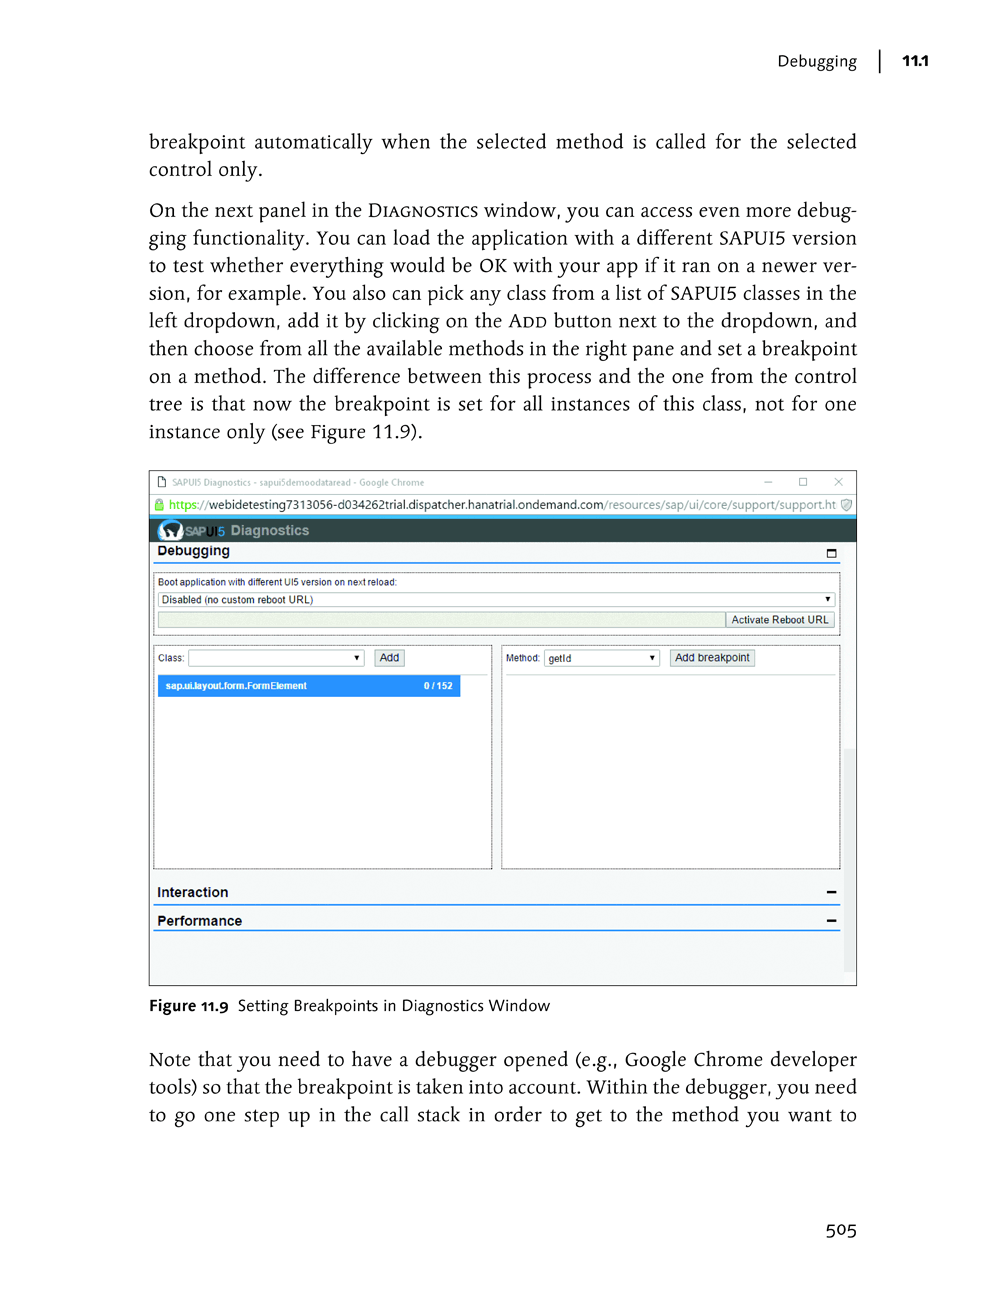 Debugging | 11.1
breakpoint automatically when the selected method is called for the selected
control only.
On the next panel in the DIAGNOSTICS window, you can access even more debug-
ging functionality. You can load the application with a different SAPUI5 version
to test whether everything would be OK with your app if it ran on a newer ver-
sion, for example. You also can pick any class from a list of SAPUI5 classes in the
left dropdown, add it by clicking on the ADD button next to the dropdown, and
then choose from all the available methods in the right pane and set a breakpoint
on a method. The difference between this process and the one from the control
tree is that now the breakpoint is set for all instances of this class, not for one
instance only (see Figure 11.9).
SAPUI5 Diagnostics - sapui5demoodataread - Google Chrome
https://webidetesting7313056-d034262trial.dispatcher.hanatrial.ondemand.com/resources/sap/ui/core/support/support.ht
SAPUI5 Diagnostics
Debugging
Boot application with different UI5 version on next reload:
Disabled (no custom reboot URL)
Activate Reboot URL
Class: Add
Method: getId Add breakpoint
sap.ui.layout.form.FormElement 0 / 152
Interaction
Performance
Figure 11.9 Setting Breakpoints in Diagnostics Window
Note that you need to have a debugger opened (e.g., Google Chrome developer
tools) so that the breakpoint is taken into account. Within the debugger, you need
to go one step up in the call stack in order to get to the method you want to
505